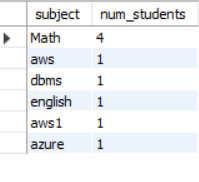 subject num_students
Math 4
aws 1
dbms 1
english 1
aws1 1
azure 1